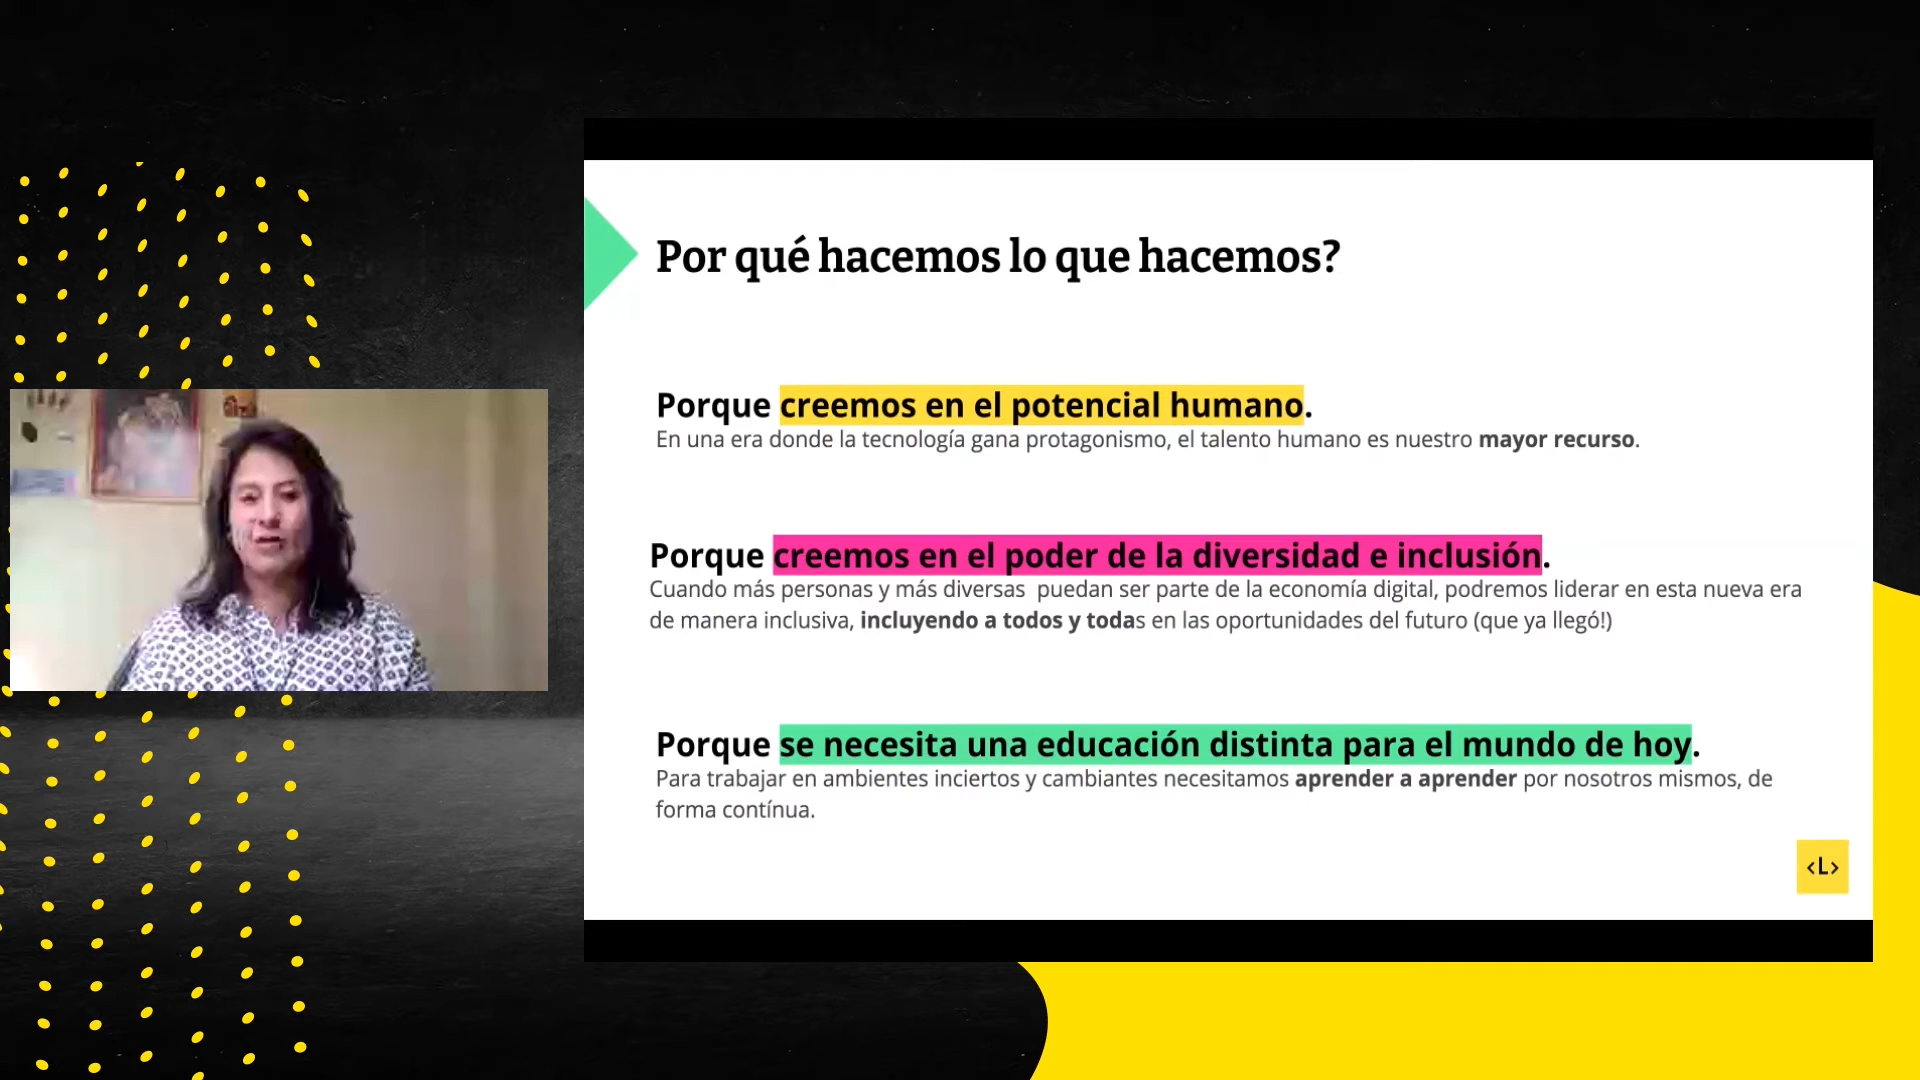 Por qué hacemos lo que hacemos?
Porque creemos en el potencial humano.
En una era donde la tecnología gana protagonismo, el talento humano es nuestro mayor recurso.
Porque creemos en el poder de la diversidad e inclusión.
Cuando más personas y más diversas  puedan ser parte de la economía digital, podremos liderar en esta nueva era
de manera inclusiva, incluyendo a todos y todas en las oportunidades del futuro (que ya llegó!)
Porque se necesita una educación distinta para el mundo de hoy.
Para trabajar en ambientes inciertos y cambiantes necesitamos aprender a aprender por nosotros mismos, de
forma contínua.
<L>